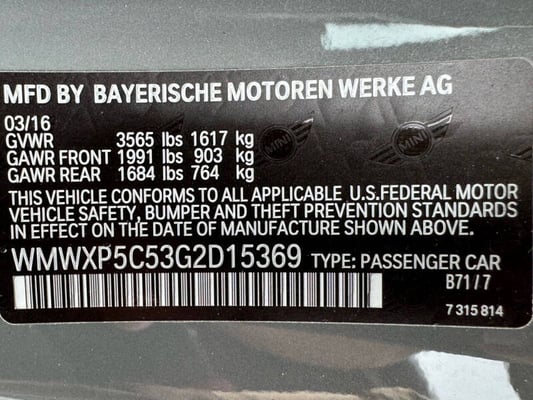 MFD BY BAYERISCHE MOTOREN WERKE AG
03/16
GVWR 3565 lbs 1617 kg
GAWR FRONT 1991 lbs 903 kg
GAWR REAR 1684 lbs 764 kg
MINI MINI
THIS VEHICLE CONFORMS TO ALL APPLICABLE U.S.FEDERAL MOTOR
VEHICLE SAFETY, BUMPER AND THEFT PREVENTION STANDARDS
IN EFFECT ON THE DATE OF MANUFACTURE SHOWN ABOVE.
WMWXP5C53G2D15369 TYPE: PASSENGER CAR
B71/7
7 315 814